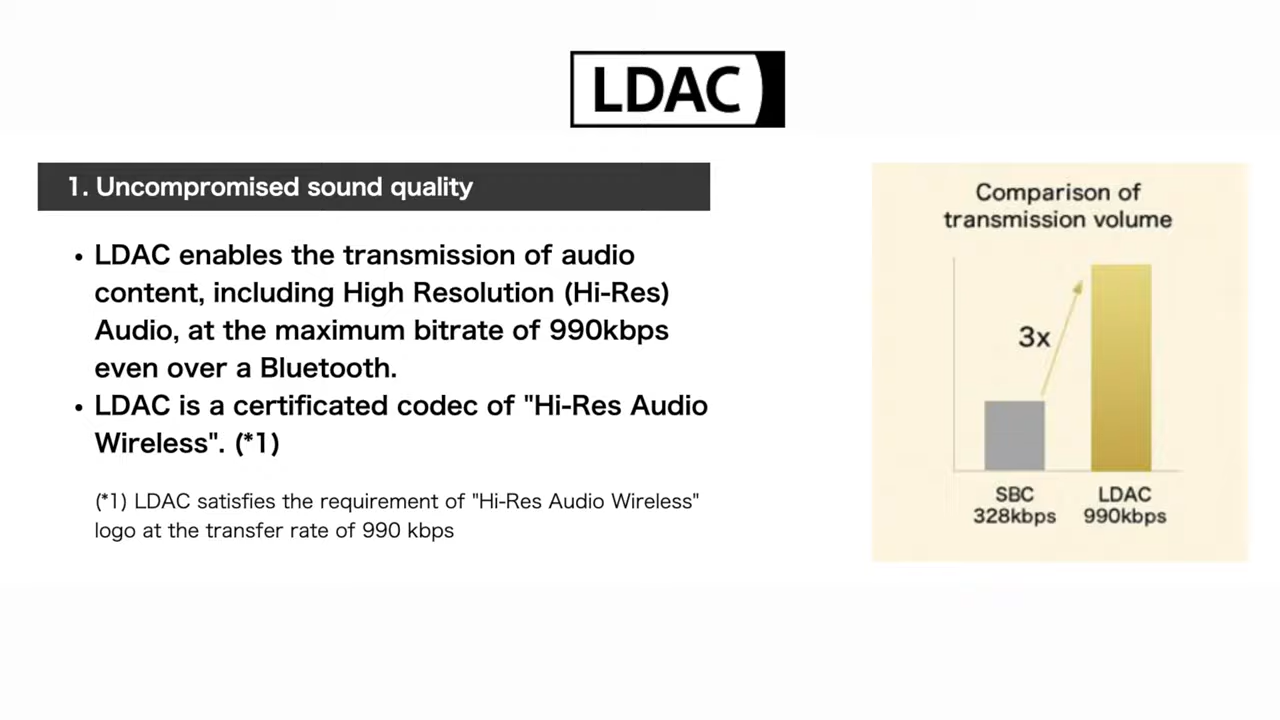 LDAC
1. Uncompromised sound quality
• LDAC enables the transmission of audio
content, including High Resolution (Hi-Res)
Audio, at the maximum bitrate of 990kbps
even over a Bluetooth.
• LDAC is a certificated codec of "Hi-Res Audio
Wireless". (*1)
(*1) LDAC satisfies the requirement of "Hi-Res Audio Wireless"
logo at the transfer rate of 990 kbps
Comparison of
transmission volume
3x
SBC LDAC
328kbps 990kbps